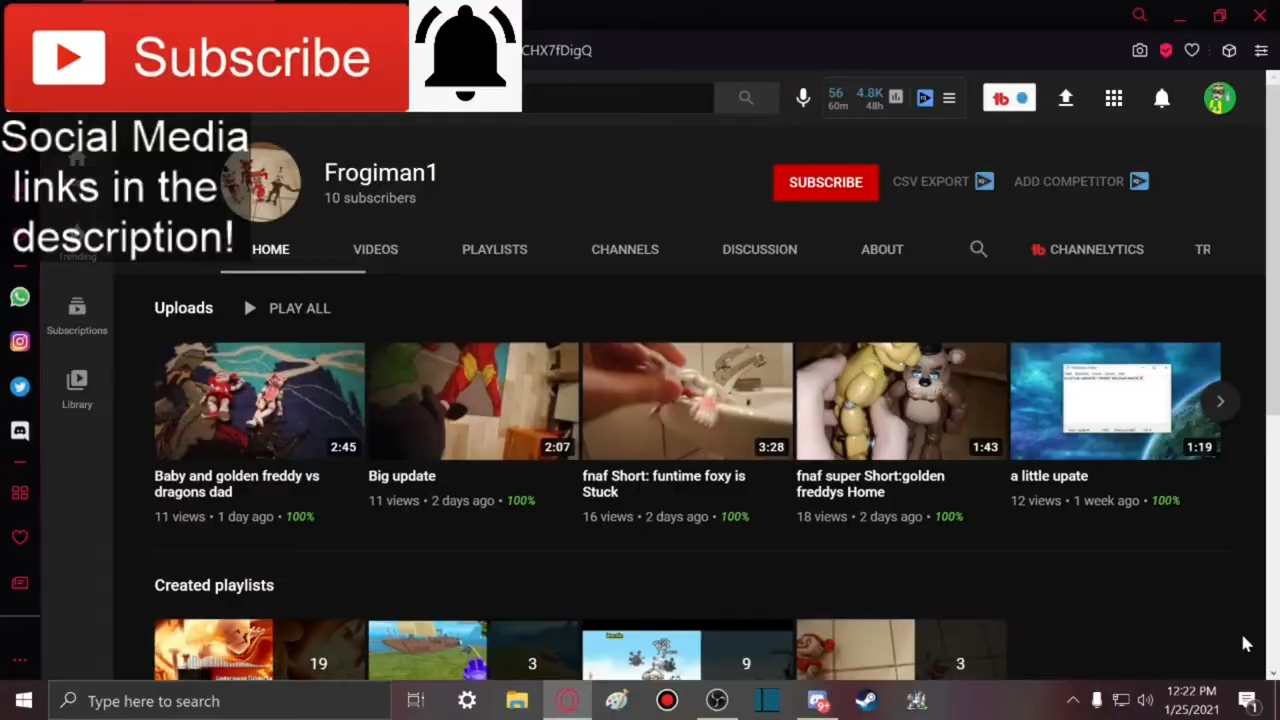 Subscribe
CHX7fDigQ
Social Media
links in the
description!
56 4.8K
60m 48h
Frogiman1
10 subscribers
SUBSCRIBE
CSV EXPORT
ADD COMPETITOR
Trending
HOME VIDEOS PLAYLISTS CHANNELS DISCUSSION ABOUT CHANNELYTICS TR
Subscriptions
Library
Uploads PLAY ALL
2:45
2:07
3:28
1:43
1:19
Baby and golden freddy vs
dragons dad
11 views • 1 day ago • 100%
Big update
11 views • 2 days ago • 100%
fnaf Short: funtime foxy is
Stuck
16 views • 2 days ago • 100%
fnaf super Short:golden
freddys Home
18 views • 2 days ago • 100%
a little upate
12 views • 1 week ago • 100%
Created playlists
19
3
9
3
Type here to search
9+
12:22 PM
1/25/2021
1